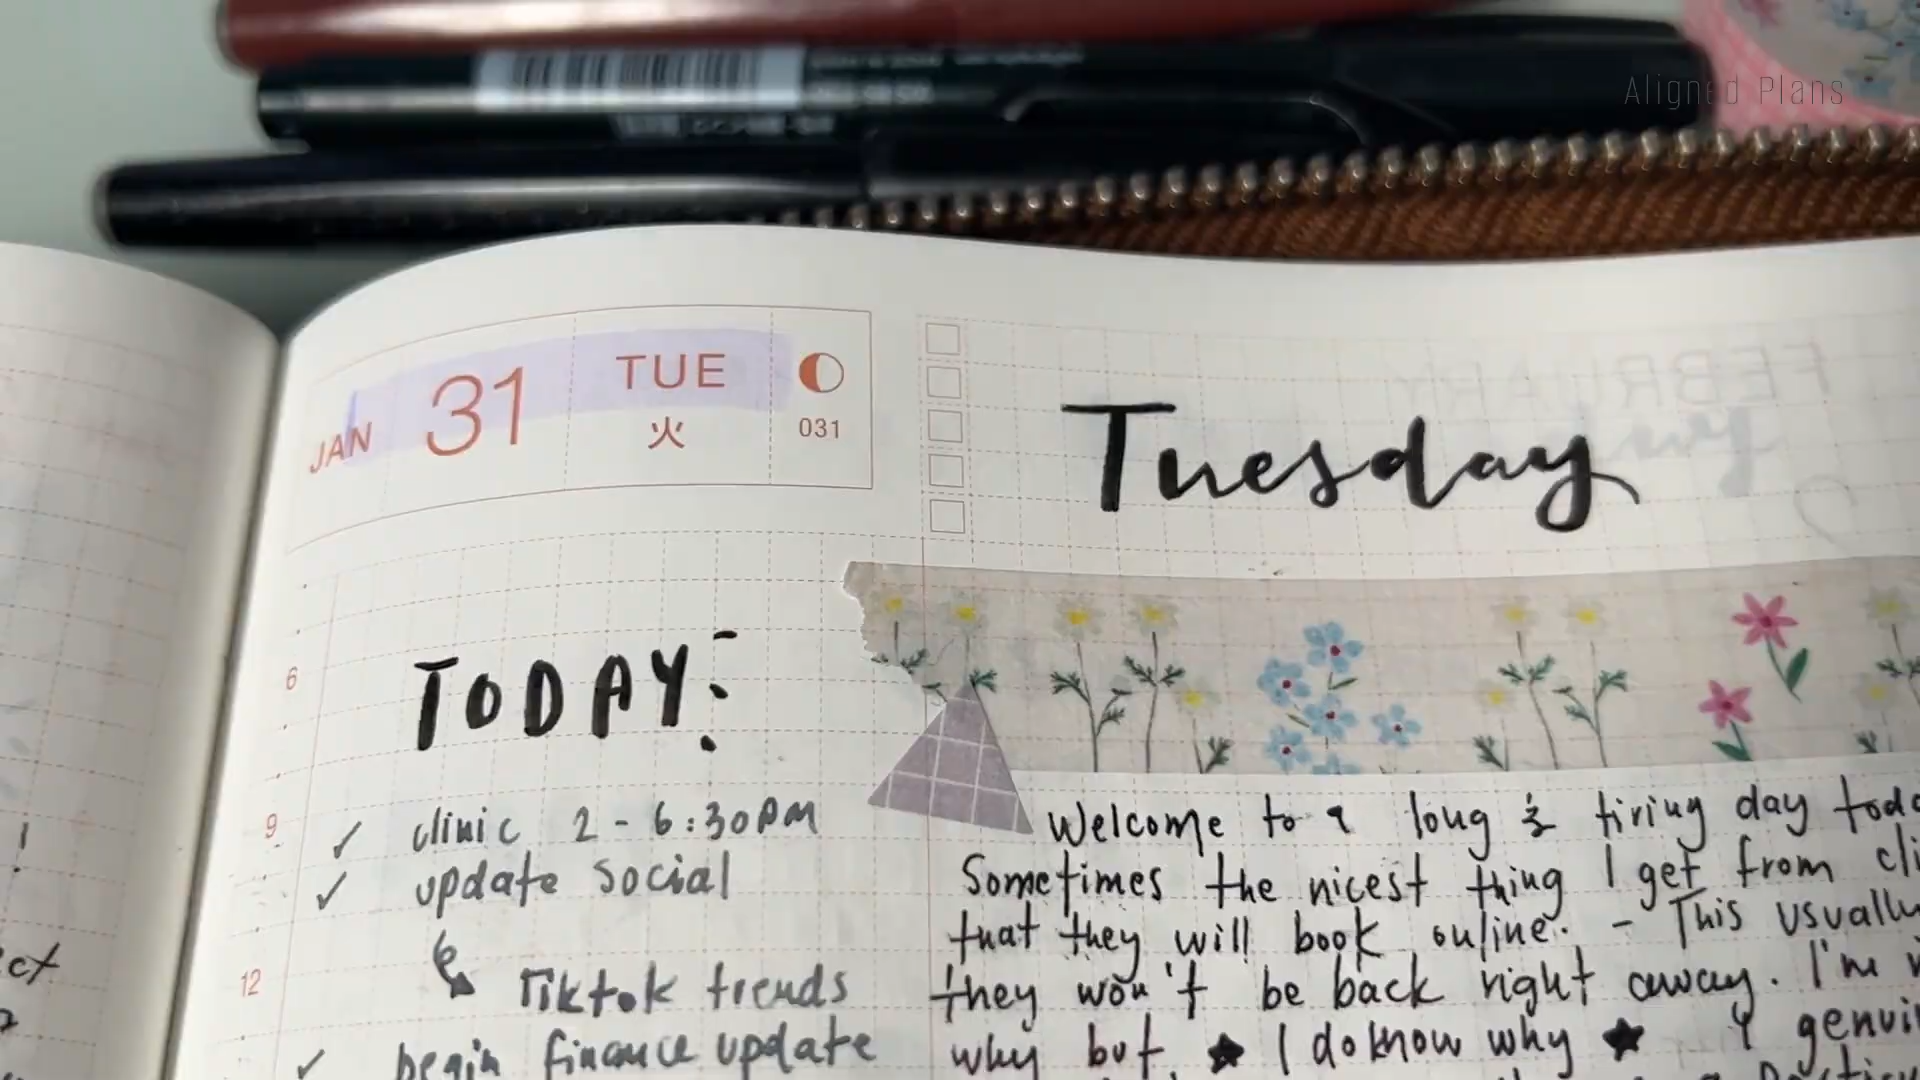 Aligned Plans
JAN 31 TUE
火
031
Tuesday
FEBRUARY
6
TODAY:
9
✓ clinic 2 - 6:30PM
✓ update social
Tiktok trends
12
✓ begin finance update
Welcome to a long & tiring day
Sometimes the nicest thing I get from
that they will book online. - This usually
they won't be back right away. I'm
why but ★ I do know why ★ I